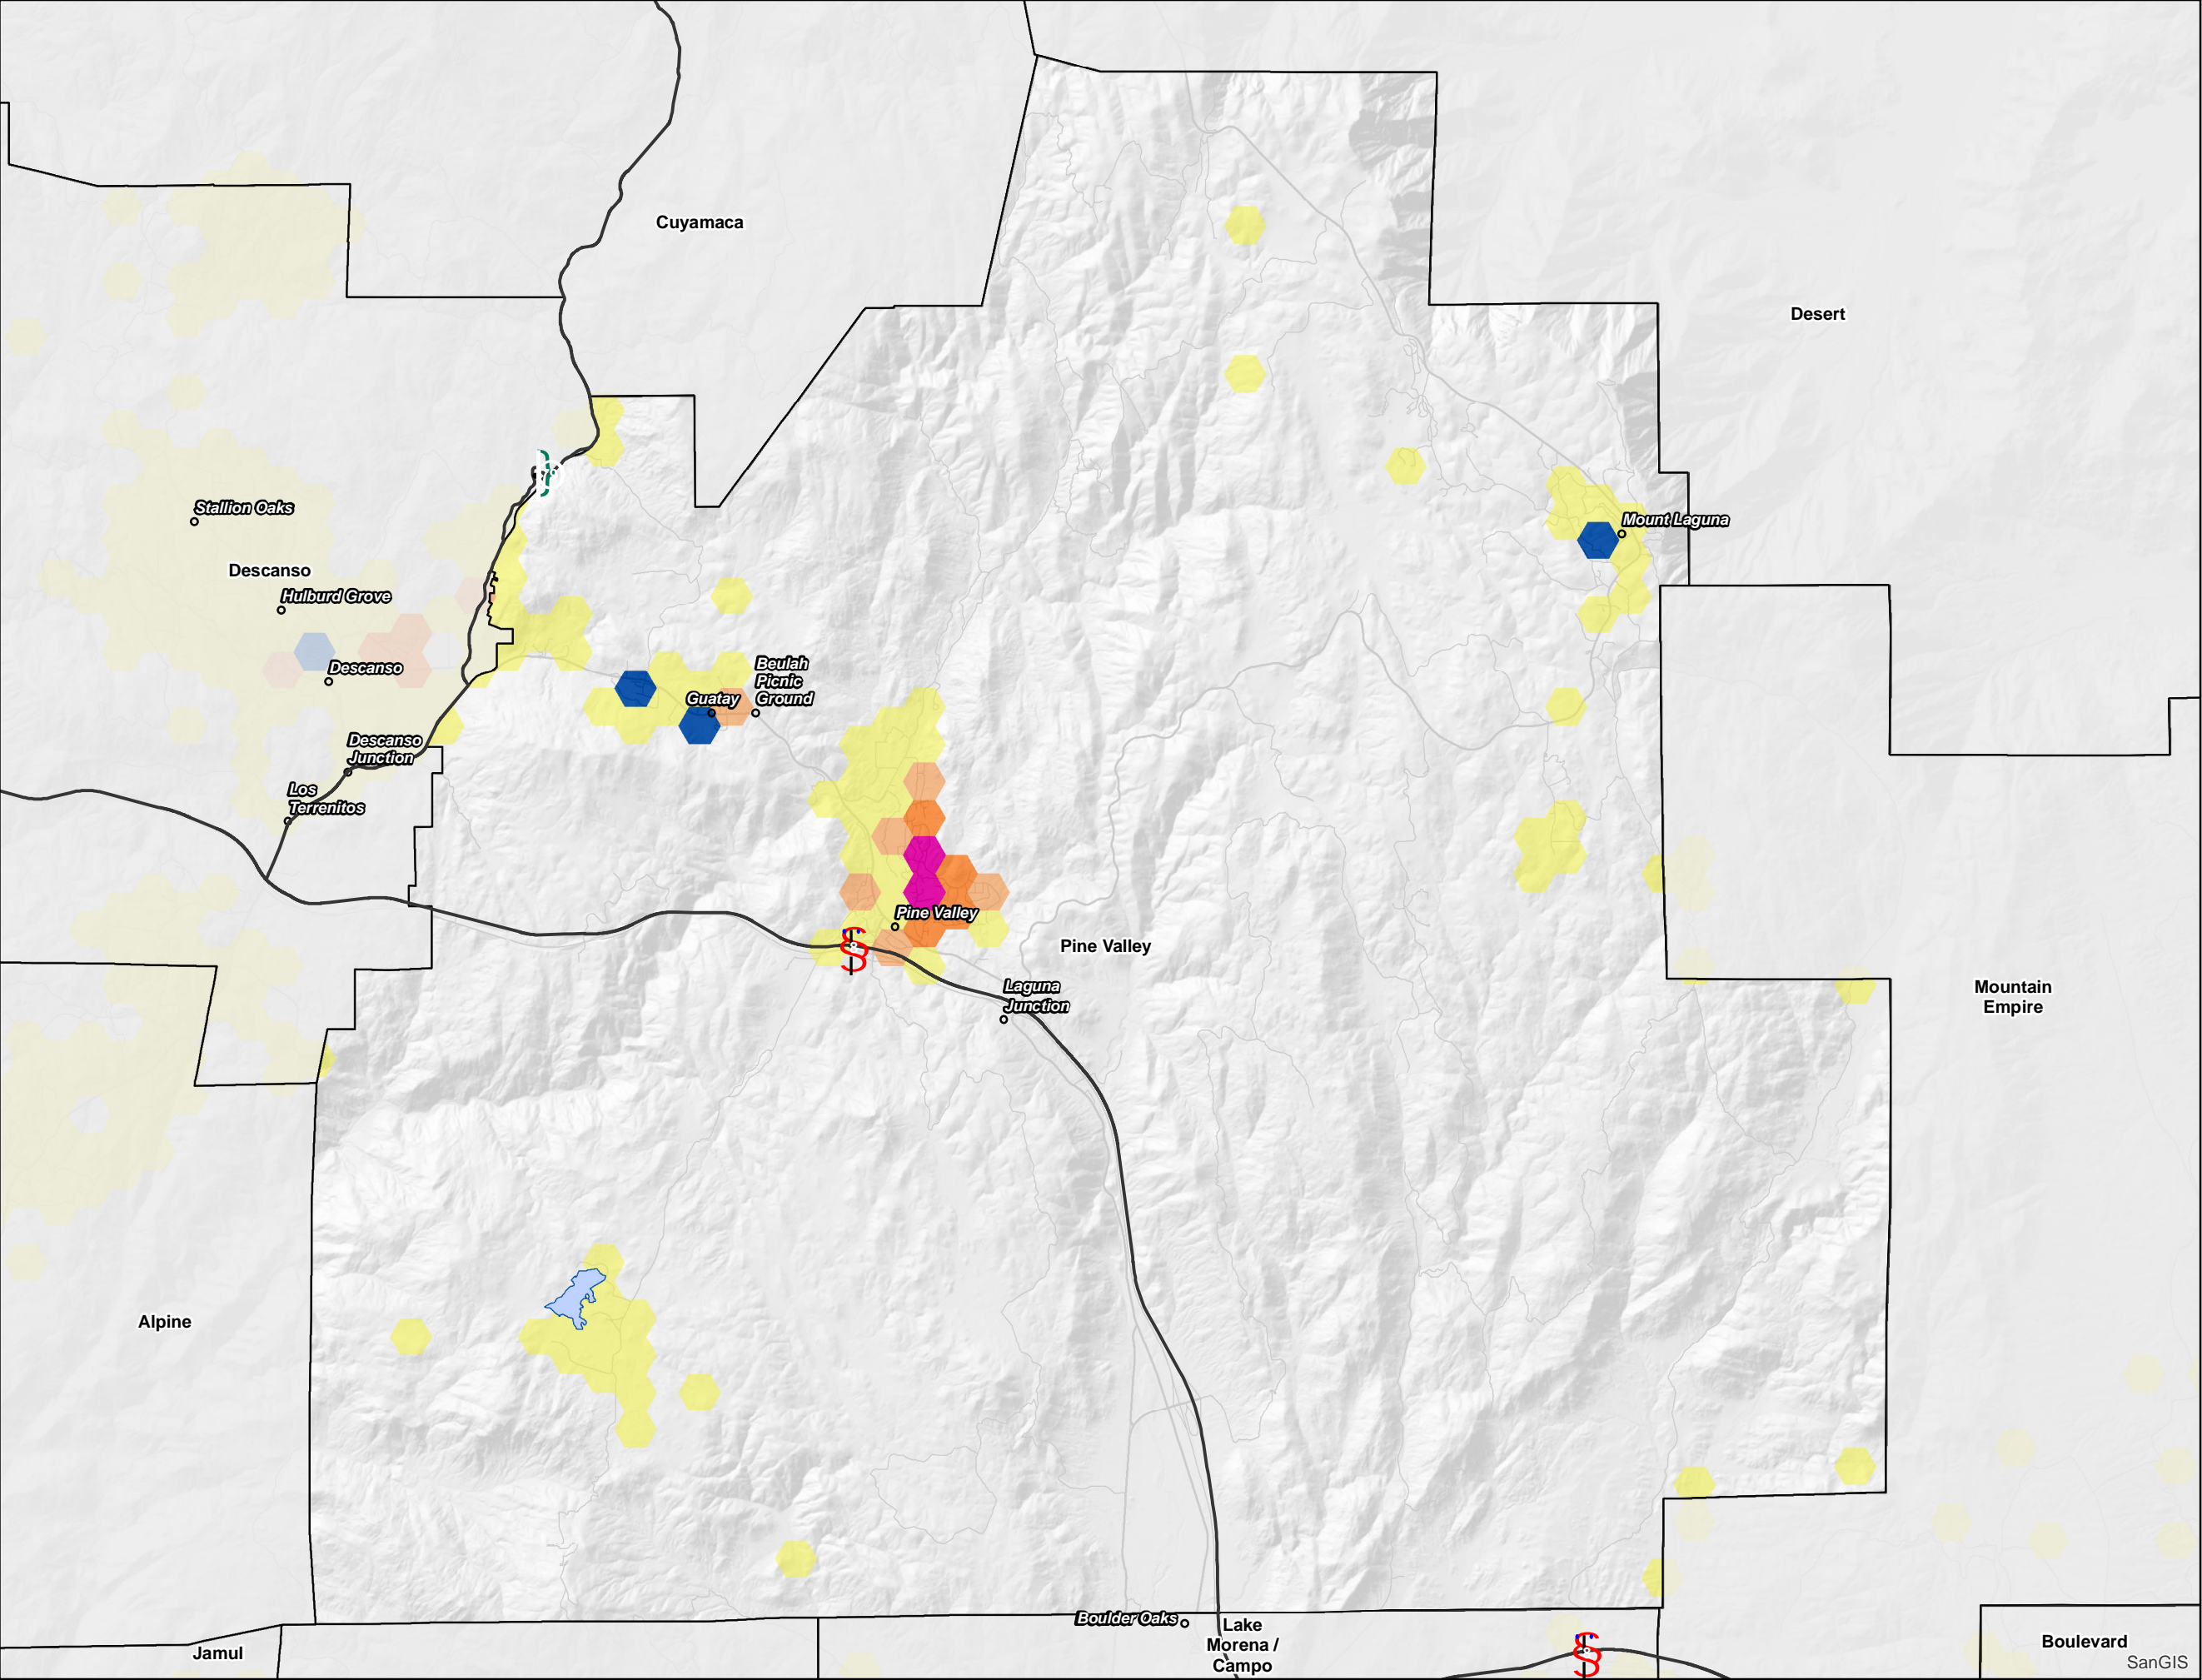 Cuyamaca
Desert
Stallion Oaks
Mount Laguna
Descanso
Hulburd Grove
Descanso
Beulah
Picnic
Ground
Guatay
Descanso
Junction
Los
Terrenitos
Pine Valley
Pine Valley
Laguna
Junction
Mountain
Empire
Alpine
Boulder Oaks
Lake
Morena /
Campo
Jamul
Boulevard
SanGIS